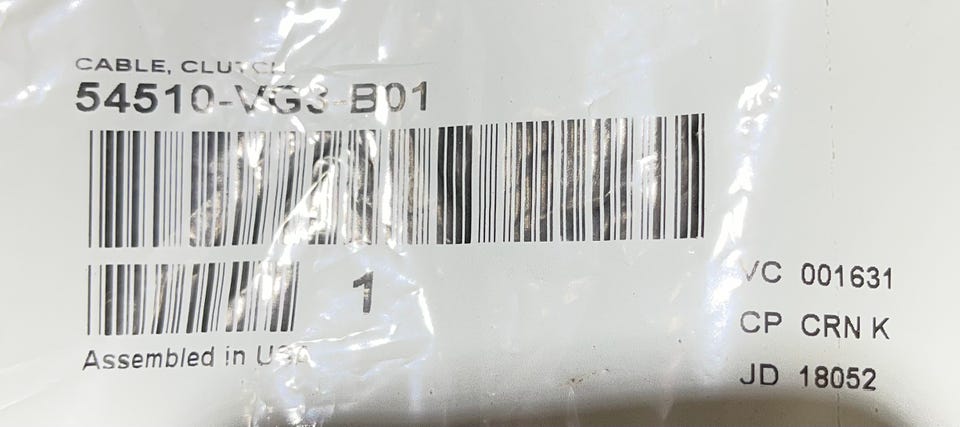 CABLE, CLUTCH
54510-VG3-B01
1
Assembled in USA
VC 001631
CP CRN K
JD 18052